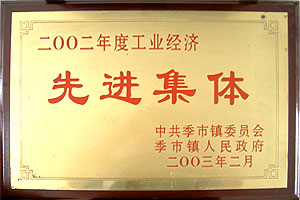 二〇〇二年度工业经济
先进集体
中共季市镇委员会
季市镇人民政府
二〇〇三年二月